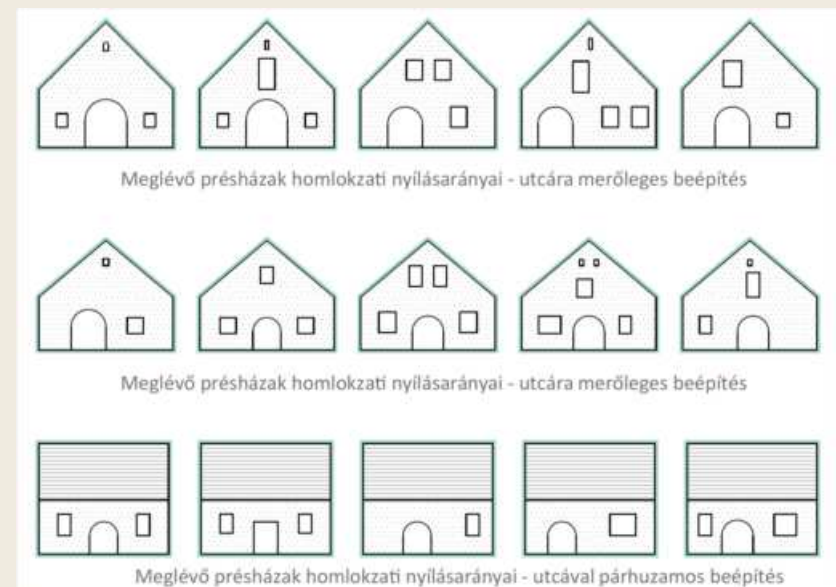 Meglévő présházak homlokzati nyílásarányai - utcára merőleges beépítés
Meglévő présházak homlokzati nyílásarányai - utcára merőleges beépítés
Meglévő présházak homlokzati nyílásarányai - utcával párhuzamos beépítés